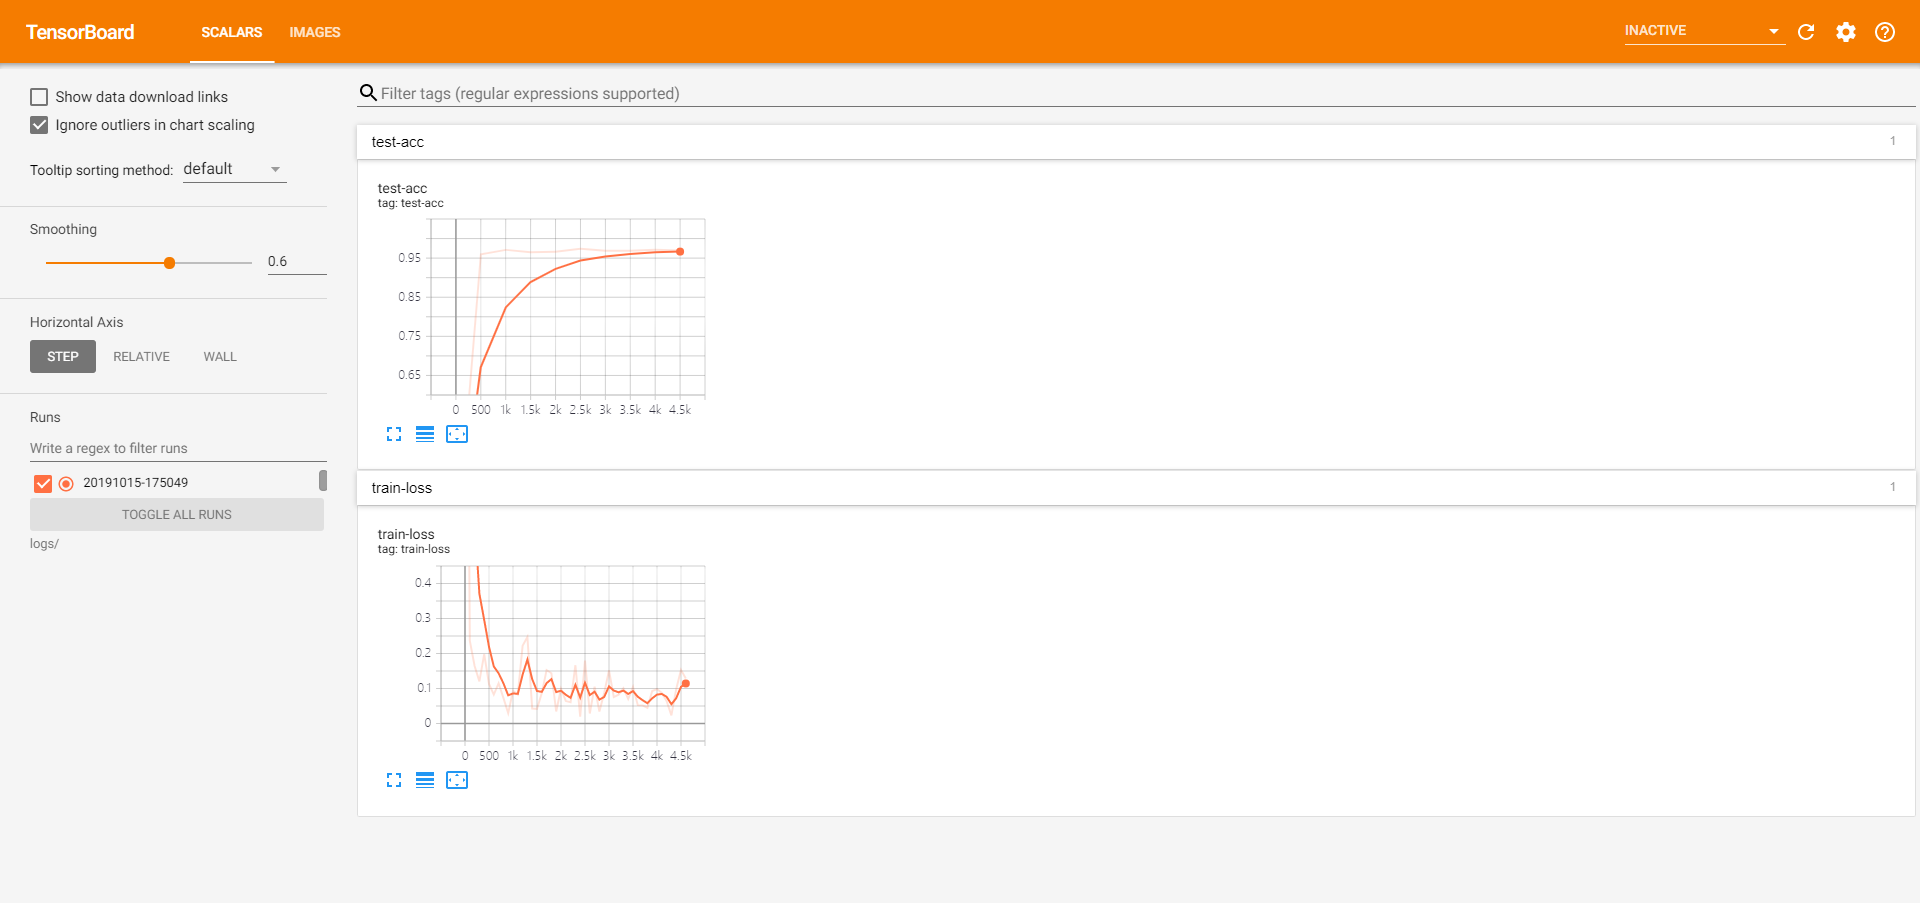 TensorBoard
SCALARS IMAGES
INACTIVE
Show data download links
Ignore outliers in chart scaling
Tooltip sorting method: default
Smoothing
0.6
Horizontal Axis
STEP RELATIVE WALL
Runs
Write a regex to filter runs
20191015-175049
TOGGLE ALL RUNS
logs/
Filter tags (regular expressions supported)
test-acc 1
test-acc
tag: test-acc
0.95
0.85
0.75
0.65
0 500 1k 1.5k 2k 2.5k 3k 3.5k 4k 4.5k
train-loss 1
train-loss
tag: train-loss
0.4
0.3
0.2
0.1
0
0 500 1k 1.5k 2k 2.5k 3k 3.5k 4k 4.5k